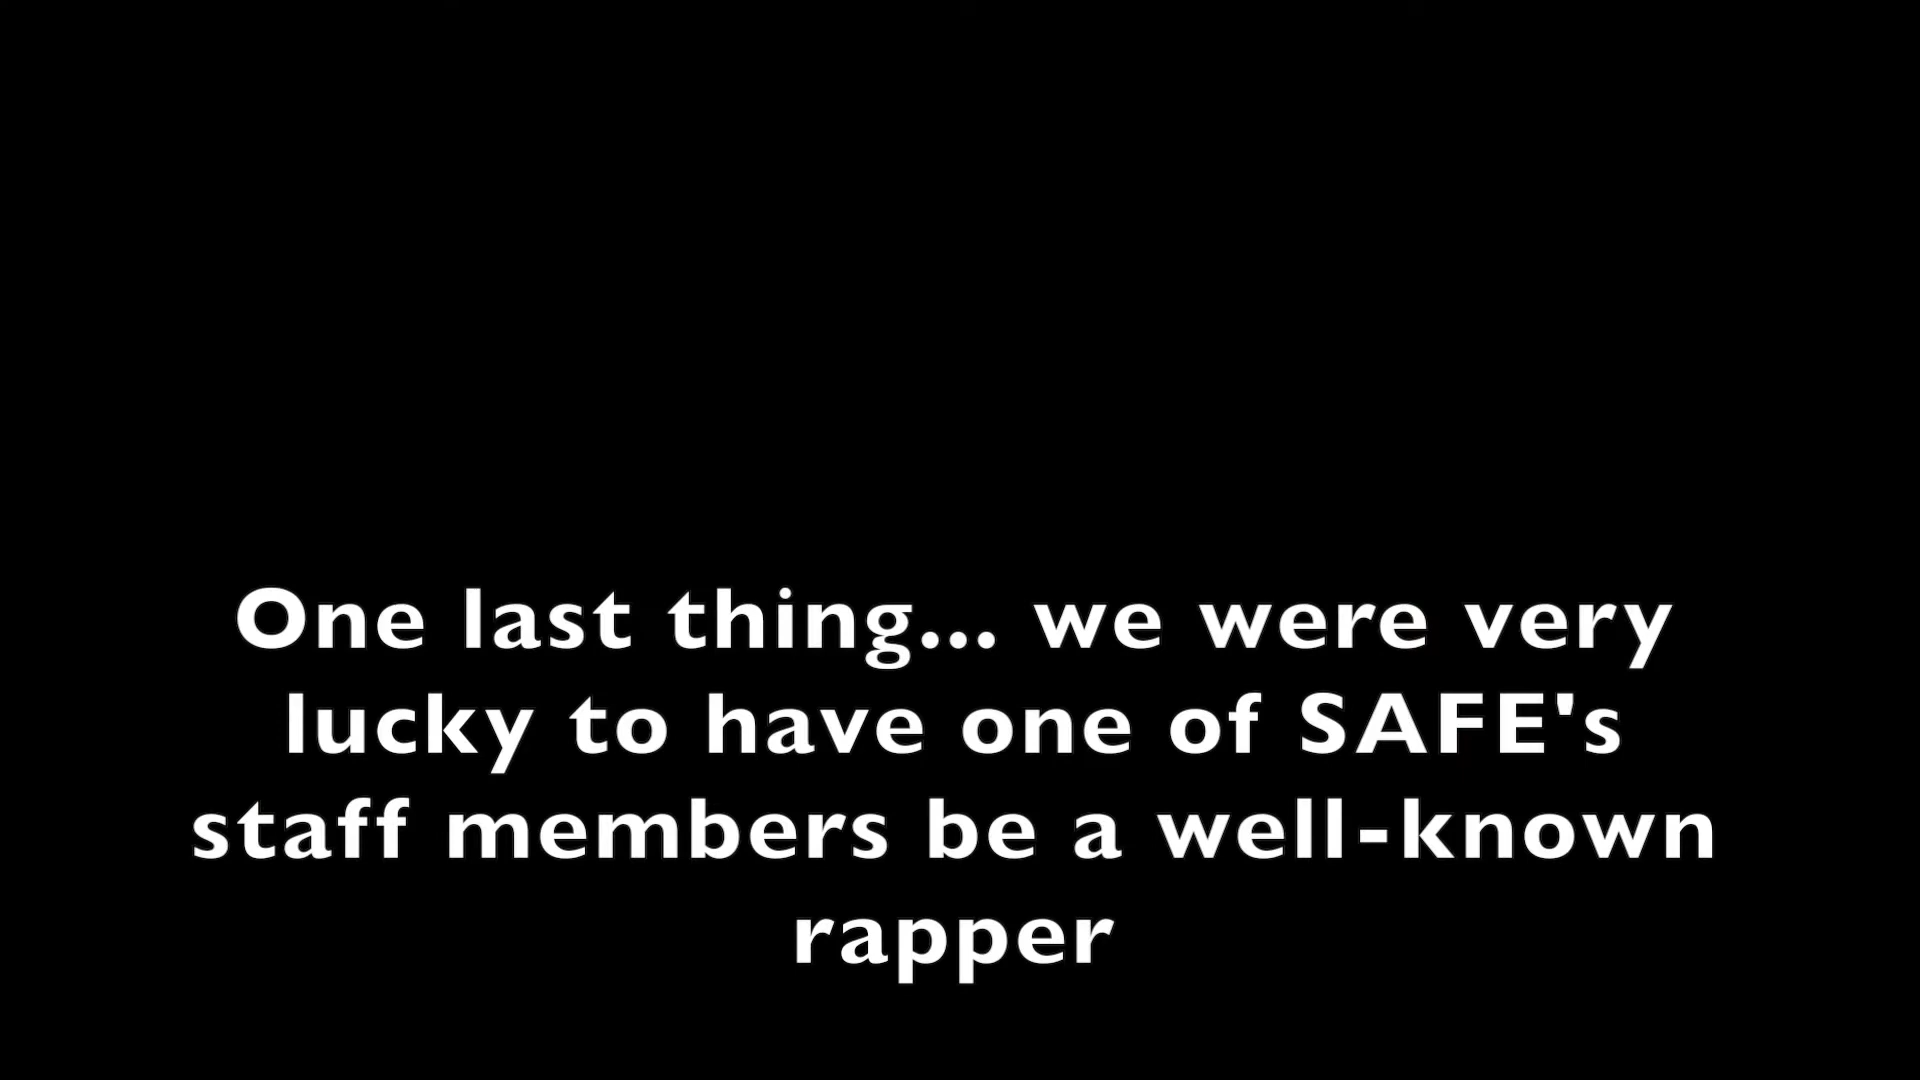 One last thing... we were very
lucky to have one of SAFE's
staff members be a well-known
rapper